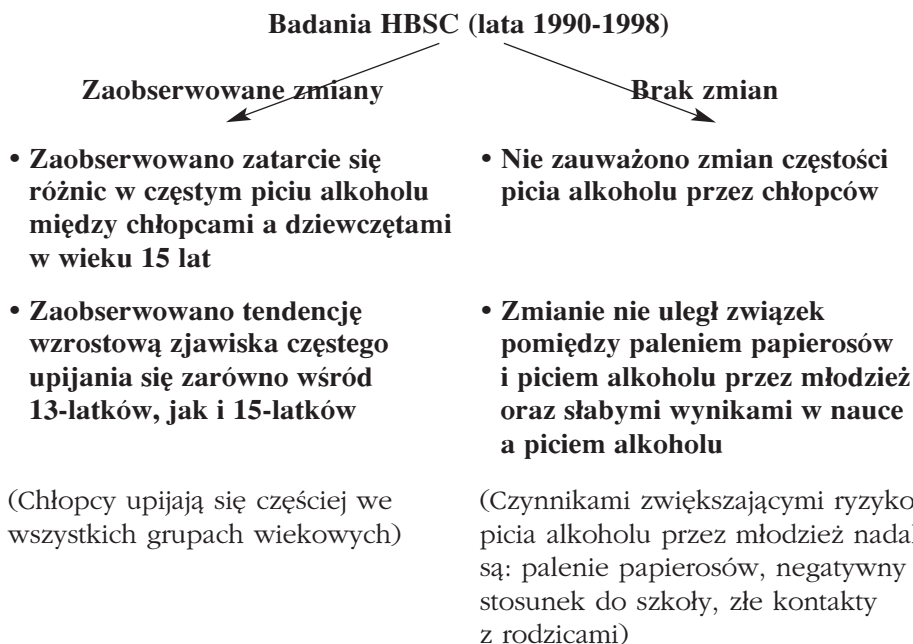 Badania HBSC (lata 1990-1998)
Zaobserwowane zmiany
• Zaobserwowano zatarcie się
różnic w częstym piciu alkoholu
między chłopcami a dziewczętami
w wieku 15 lat
• Zaobserwowano tendencję
wzrostową zjawiska częstego
upijania się zarówno wśród
13-latków, jak i 15-latków
(Chłopcy upijają się częściej we
wszystkich grupach wiekowych)
Brak zmian
• Nie zauważono zmian częstości
picia alkoholu przez chłopców
• Zmianie nie uległ związek
pomiędzy paleniem papierosów
i piciem alkoholu przez młodzież
oraz słabymi wynikami w nauce
a piciem alkoholu
(Czynnikami zwiększającymi ryzyko
picia alkoholu przez młodzież nadal
są: palenie papierosów, negatywny
stosunek do szkoły, złe kontakty
z rodzicami)